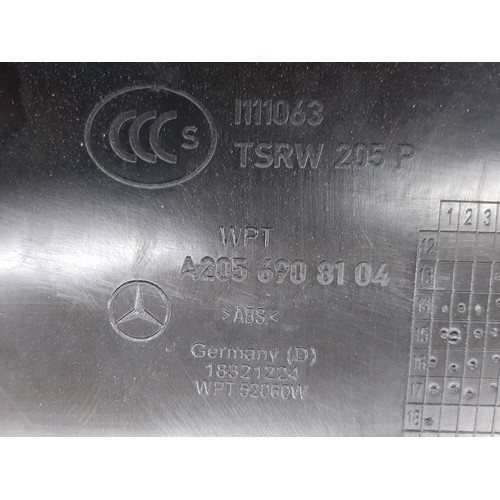 CCC S
I111063
TSRW 205 P
WPT
A205 690 81 04
>ABS<
Germany (D)
18321224
WPT 52060W
1 2 3
12
13
14
15
16
17
18